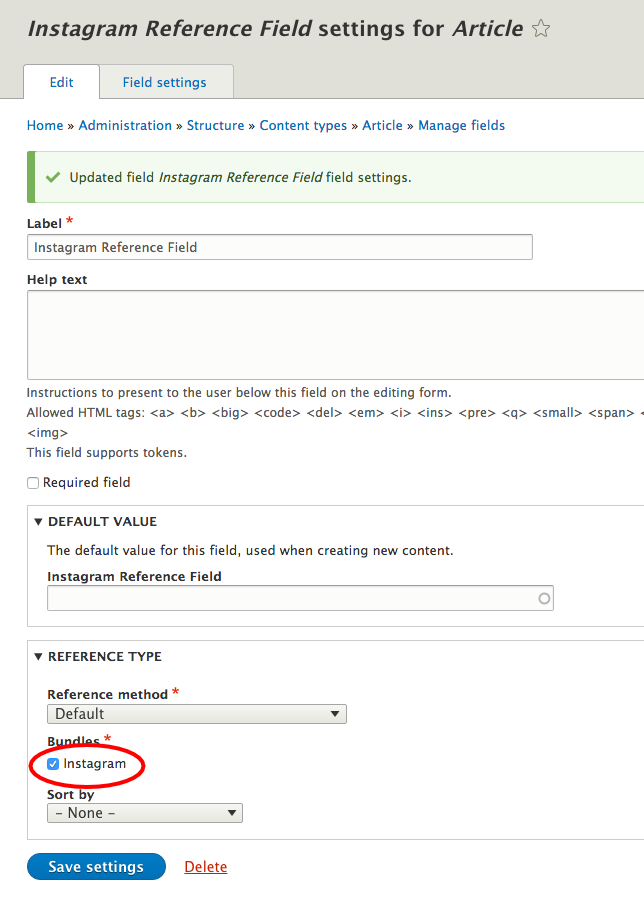 Instagram Reference Field settings for Article
Edit
Field settings
Home » Administration » Structure » Content types » Article » Manage fields
Updated field Instagram Reference Field field settings.
Label *
Instagram Reference Field
Help text
Instructions to present to the user below this field on the editing form.
Allowed HTML tags: <a> <b> <big> <code> <del> <em> <i> <ins> <pre> <q> <small> <span> <
<img>
This field supports tokens.
Required field
▼ DEFAULT VALUE
The default value for this field, used when creating new content.
Instagram Reference Field
▼ REFERENCE TYPE
Reference method *
Default
Bundles *
Instagram
Sort by
- None -
Save settings
Delete